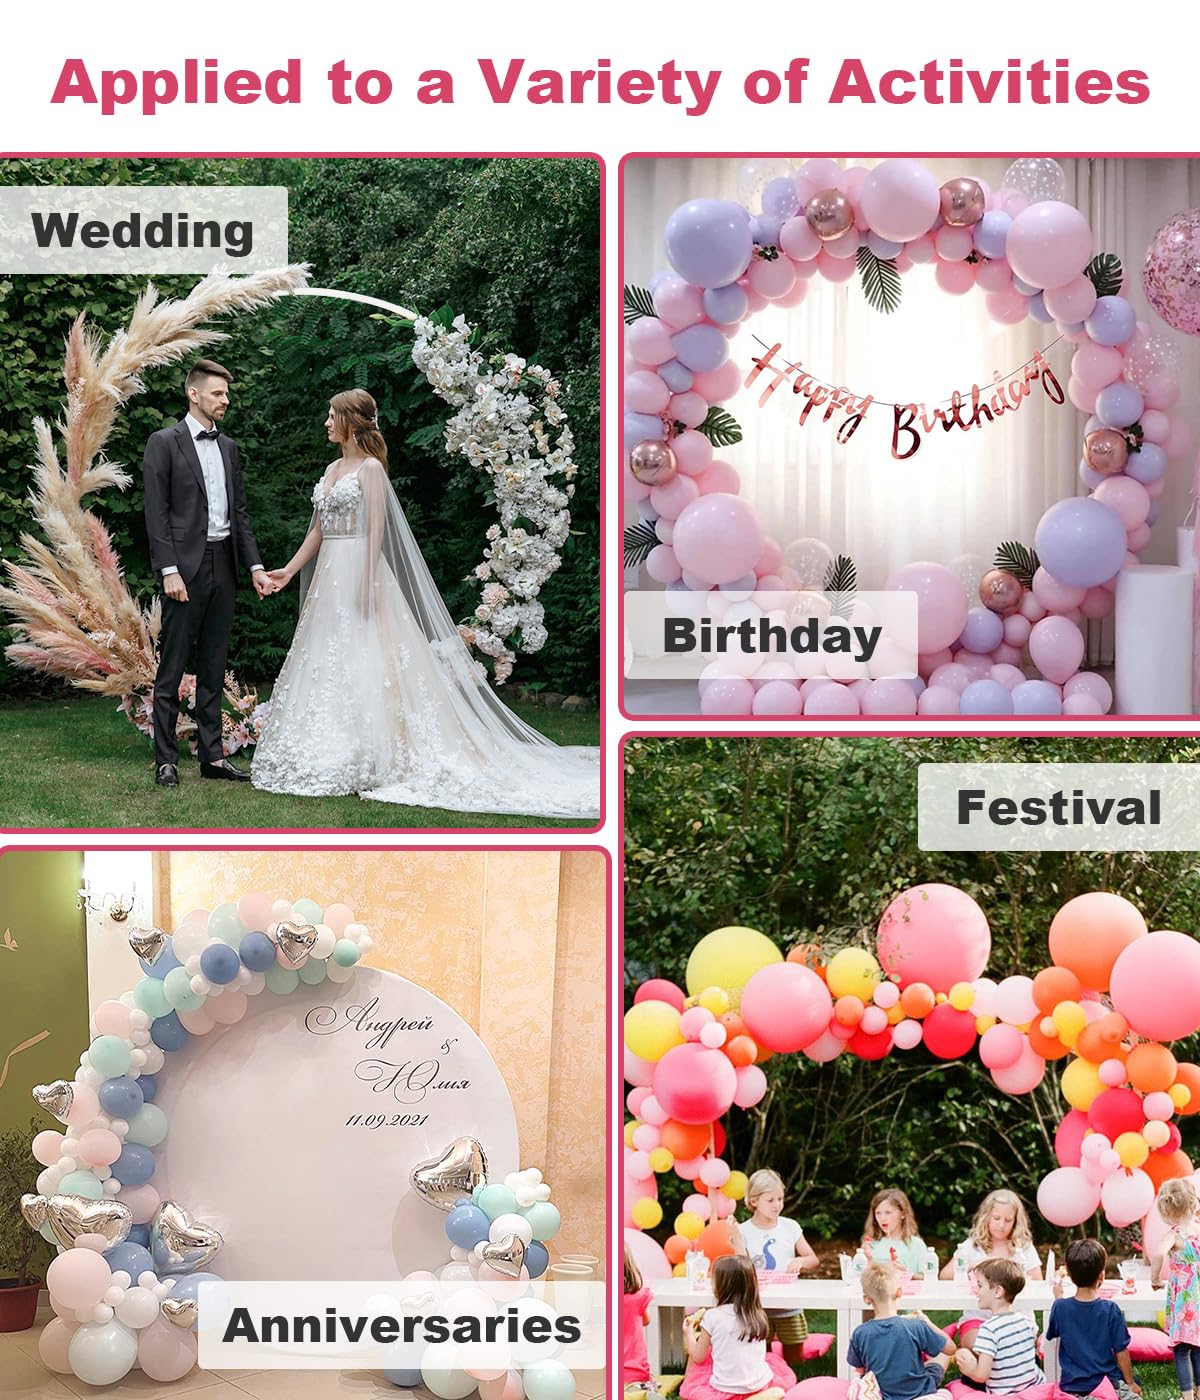 Applied to a Variety of Activities
Wedding
Happy Birthday
Birthday
Festival
Андрей
&
Юлия
11.09.2021
Anniversaries